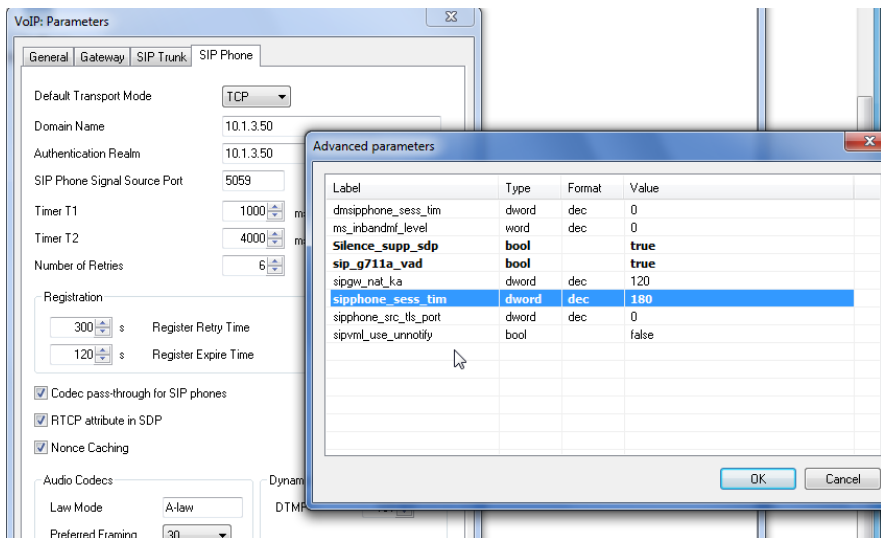 VoIP: Parameters
General Gateway SIP Trunk SIP Phone
Default Transport Mode TCP
Domain Name 10.1.3.50
Authentication Realm 10.1.3.50
SIP Phone Signal Source Port 5059
Timer T1 1000
Timer T2 4000
Number of Retries 6
Registration
300 s Register Retry Time
120 s Register Expire Time
Codec pass-through for SIP phones
RTCP attribute in SDP
Nonce Caching
Audio Codecs
Law Mode A-law
Preferred Framing 30
DTMF
Advanced parameters
Label Type Format Value
dmsipphone_sess_tim dword dec 0
ms_inbandmf_level word dec 0
Silence_supp_sdp bool true
sip_g711a_vad bool true
sipgw_nat_ka dword dec 120
sipphone_sess_tim dword dec 180
sipphone_src_tls_port dword dec 0
sipvml_use_unnotify bool false
OK Cancel